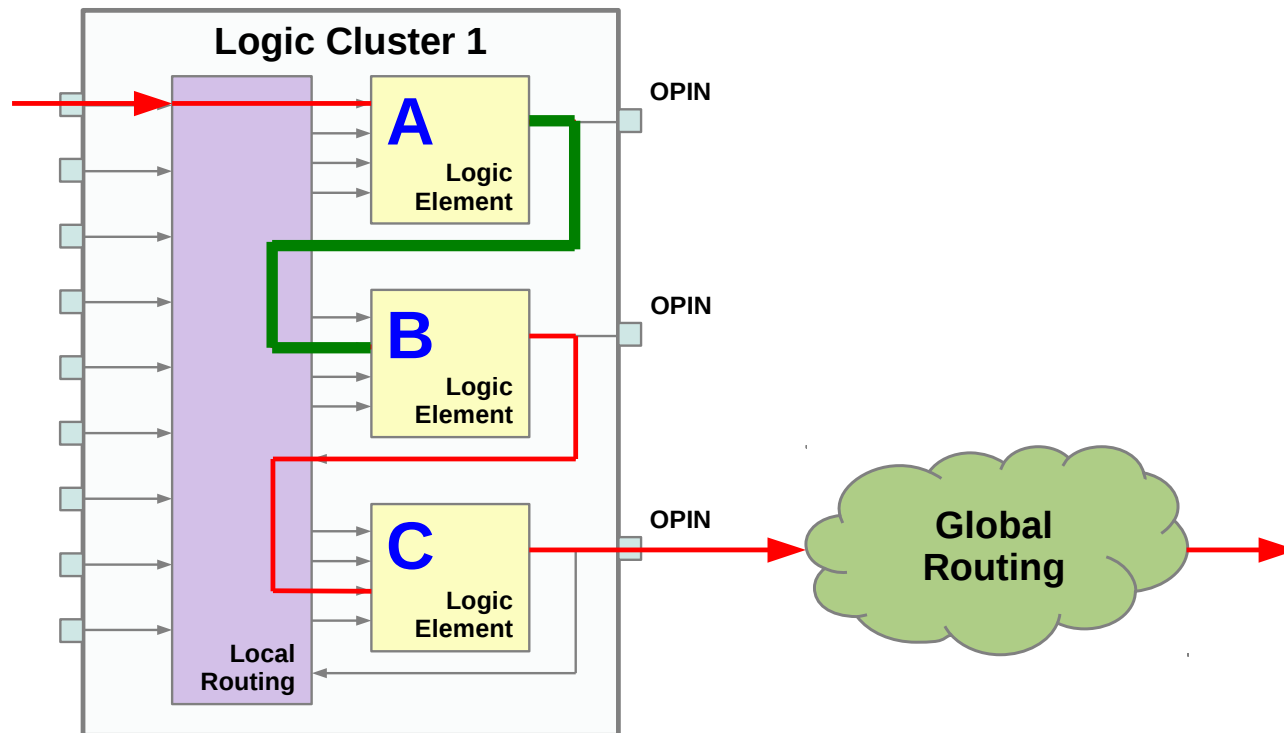 Logic Cluster 1
OPIN
A
Logic
Element
OPIN
B
Logic
Element
OPIN
C
Logic
Element
Global
Routing
Local
Routing